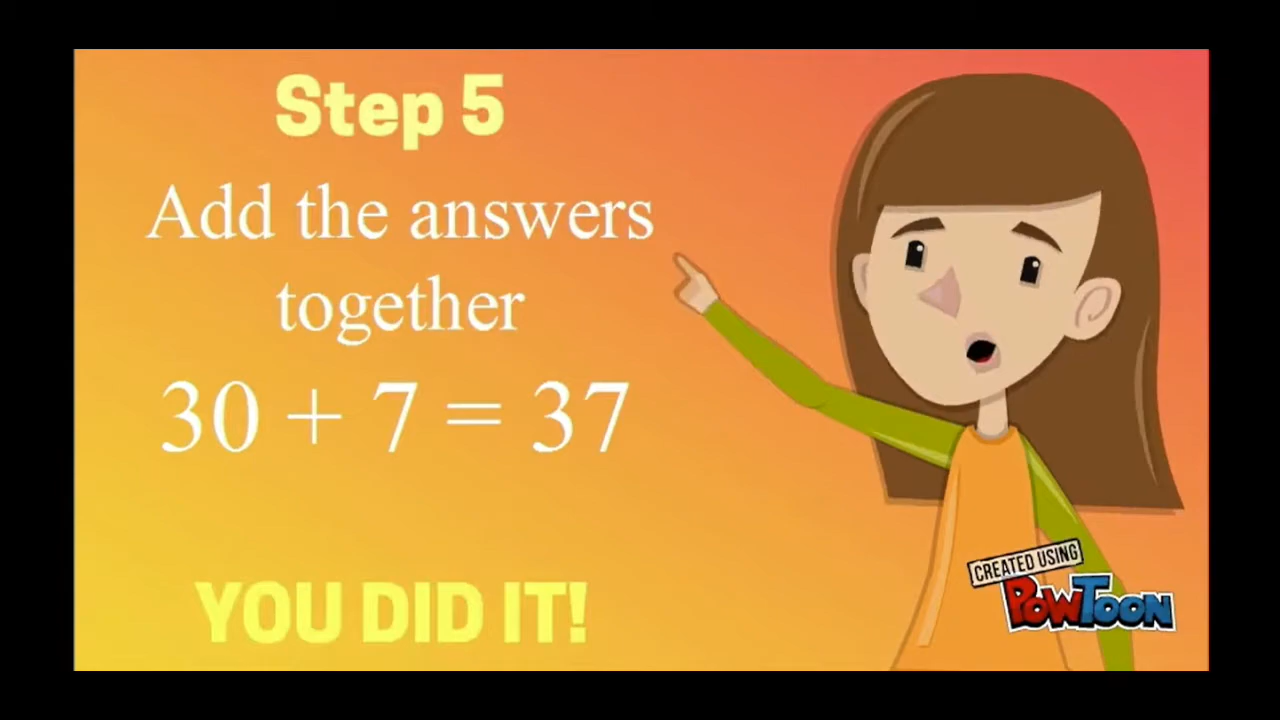 Step 5
Add the answers
together
30 + 7 = 37
YOU DID IT!
CREATED USING
POWTOON